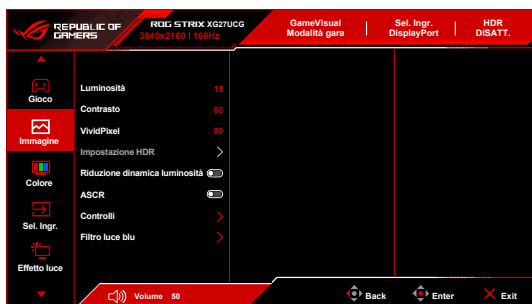 REPUBLIC OF
GAMERS
ROG STRIX XG27UCG
3840x2160 | 160Hz
GameVisual
Modalità gara
Sel. Ingr.
DisplayPort
HDR
DISATT.
Gioco
Immagine
Colore
Sel. Ingr.
Effetto luce
Luminosità 15
Contrasto 80
VividPixel 50
Impostazione HDR
Riduzione dinamica luminosità
ASCR
Controlli
Filtro luce blu
Volume 50
Back
Enter
Exit